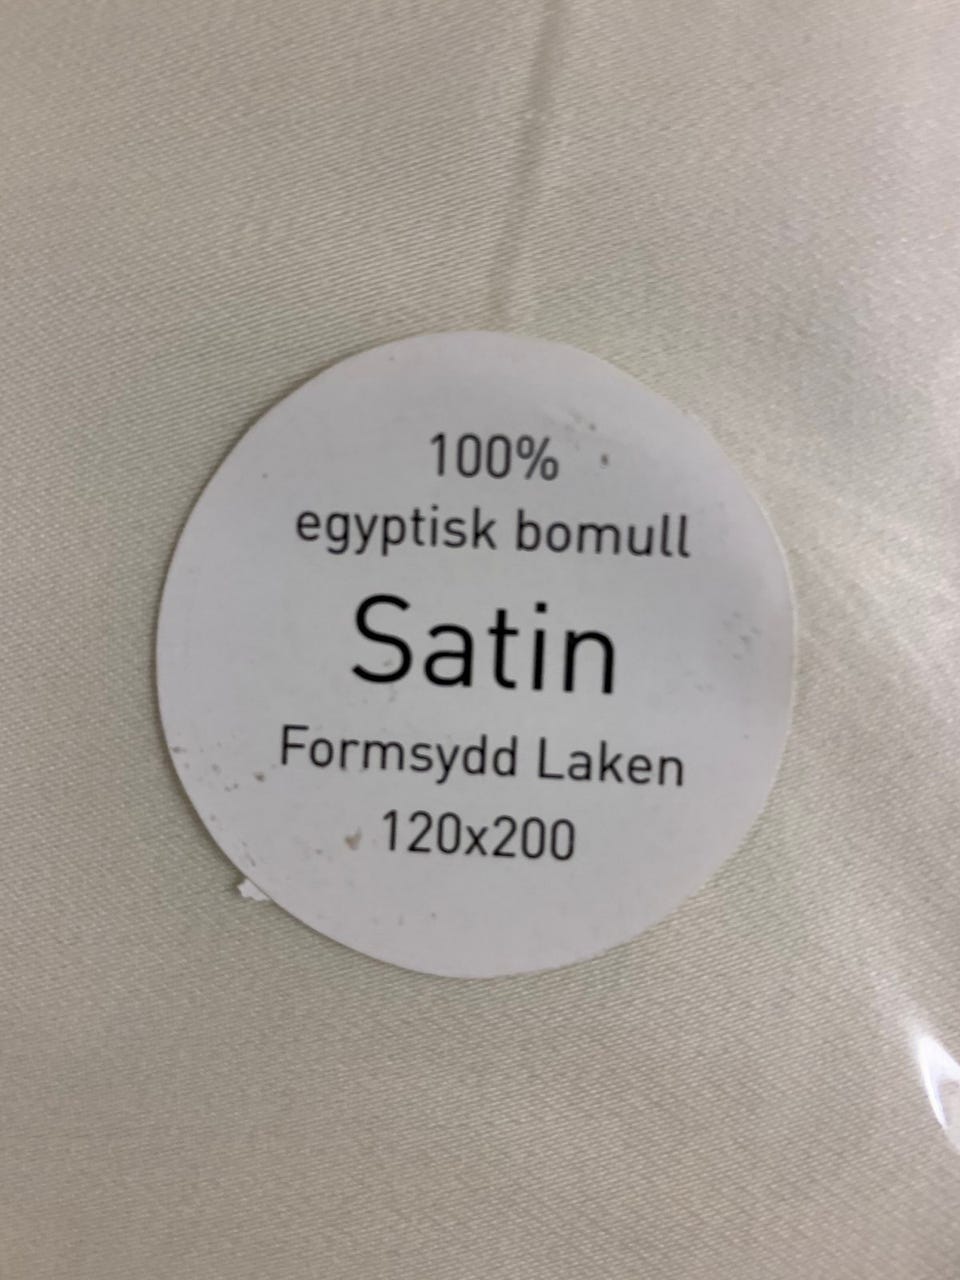 100%
egyptisk bomull
Satin
Formsydd Laken
120x200